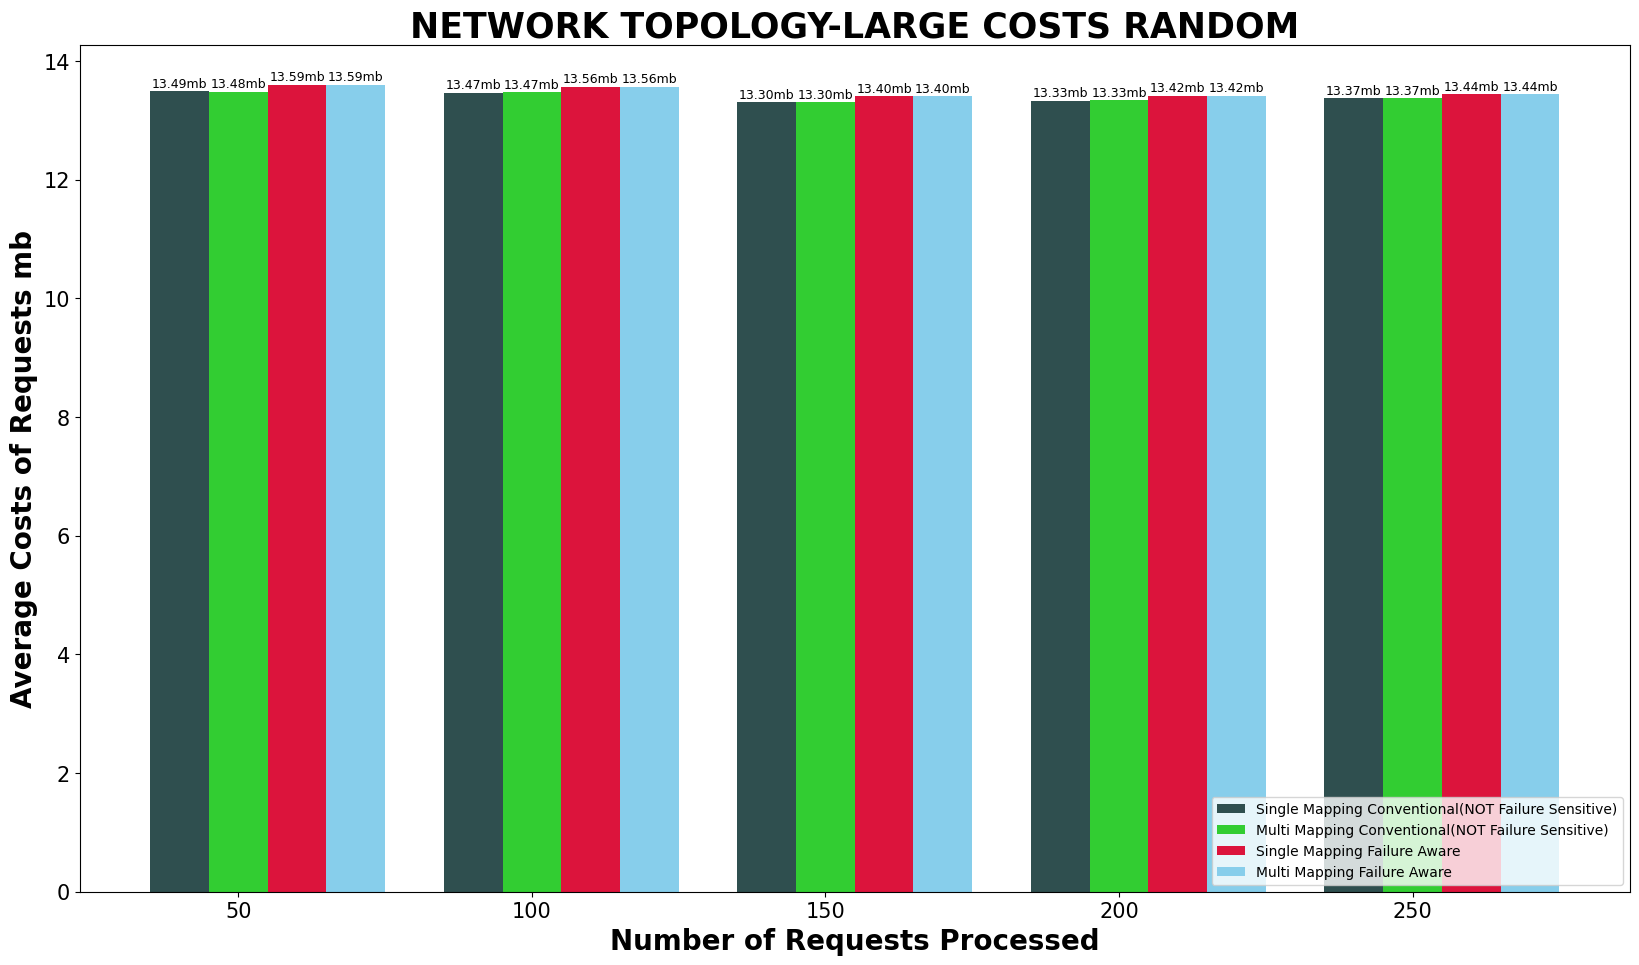 NETWORK TOPOLOGY-LARGE COSTS RANDOM
Average Costs of Requests mb
14
12
10
8
6
4
2
0
13.49mb 13.48mb 13.59mb 13.59mb
13.47mb 13.47mb 13.56mb 13.56mb
13.30mb 13.30mb 13.40mb 13.40mb
13.33mb 13.33mb 13.42mb 13.42mb
13.37mb 13.37mb 13.44mb 13.44mb
Single Mapping Conventional(NOT Failure Sensitive)
Multi Mapping Conventional(NOT Failure Sensitive)
Single Mapping Failure Aware
Multi Mapping Failure Aware
50 100 150 200 250
Number of Requests Processed